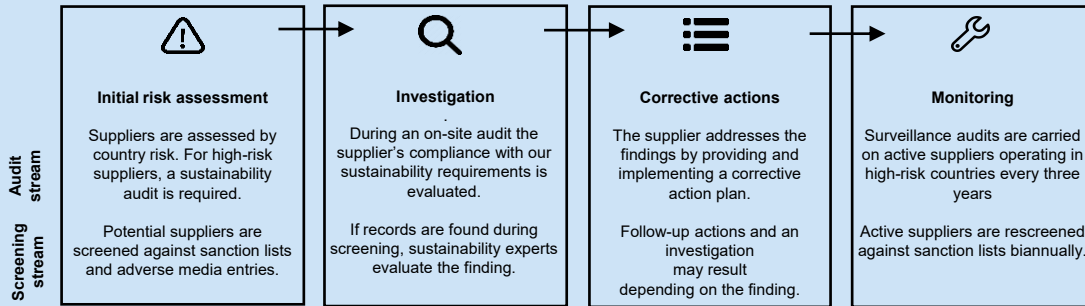 Audit
stream
Screening
stream
Initial risk assessment
Suppliers are assessed by
country risk. For high-risk
suppliers, a sustainability
audit is required.
Potential suppliers are
screened against sanction lists
and adverse media entries.
Investigation
.
During an on-site audit the
supplier’s compliance with our
sustainability requirements is
evaluated.
If records are found during
screening, sustainability experts
evaluate the finding.
Corrective actions
The supplier addresses the
findings by providing and
implementing a corrective
action plan.
Follow-up actions and an
investigation
may result
depending on the finding.
Monitoring
Surveillance audits are carried
on active suppliers operating in
high-risk countries every three
years
Active suppliers are rescreened
against sanction lists biannually.